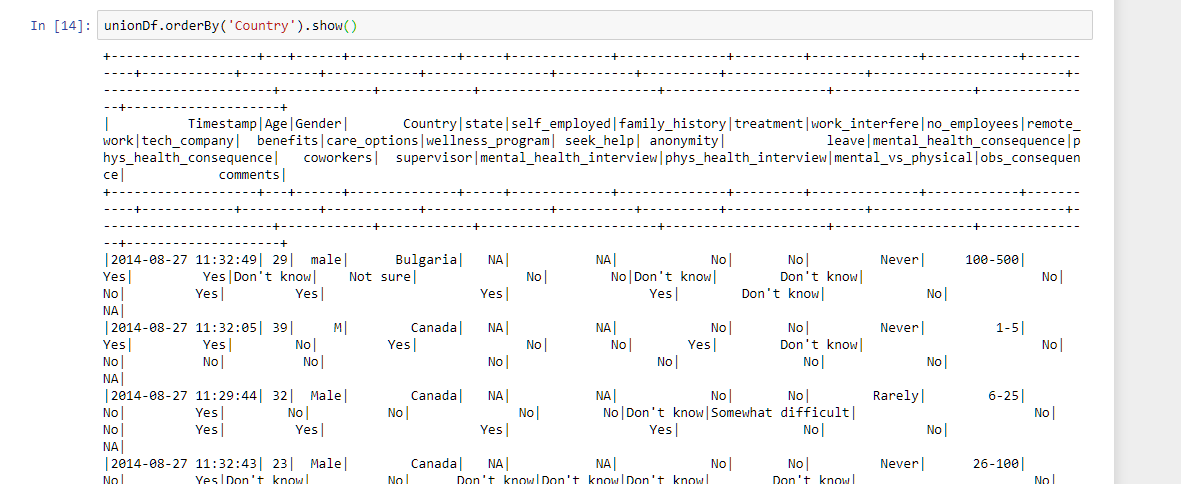 In [14]: unionDf.orderBy('Country').show()
+-------------------+---+------+--------------+-----+-------------+--------------+---------+--------------+------------+-------
----+------------+----------+------------+----------------+----------+----------+------------------+-------------------------+-
---------------------+------------+------------+-----------------------+---------------------+------------------+-------------
--+--------------------+
| Timestamp|Age|Gender| Country|state|self_employed|family_history|treatment|work_interfere|no_employees|remote_
work|tech_company| benefits|care_options|wellness_program| seek_help| anonymity| leave|mental_health_consequence|p
hys_health_consequence| coworkers| supervisor|mental_health_interview|phys_health_interview|mental_vs_physical|obs_consequen
ce| comments|
+-------------------+---+------+--------------+-----+-------------+--------------+---------+--------------+------------+-------
----+------------+----------+------------+----------------+----------+----------+------------------+-------------------------+-
---------------------+------------+------------+-----------------------+---------------------+------------------+-------------
--+--------------------+
|2014-08-27 11:32:49| 29| male| Bulgaria| NA| NA| No| No| Never| 100-500|
Yes| Yes|Don't know| Not sure| No| No|Don't know| Don't know| No|
No| Yes| Yes| Yes| Yes| Don't know| No|
NA|
|2014-08-27 11:32:05| 39| M| Canada| NA| NA| No| No| Never| 1-5|
Yes| Yes| No| Yes| No| No| Yes| Don't know| No|
No| No| No| No| No| No| No|
NA|
|2014-08-27 11:29:44| 32| Male| Canada| NA| NA| No| No| Rarely| 6-25|
No| Yes| No| No| No| No|Don't know|Somewhat difficult| No|
No| Yes| Yes| Yes| Yes| No| No|
NA|
|2014-08-27 11:32:43| 23| Male| Canada| NA| NA| No| No| Never| 26-100|
No| Yes|Don't know| No| Don't know|Don't know|Don't know| Don't know| No|